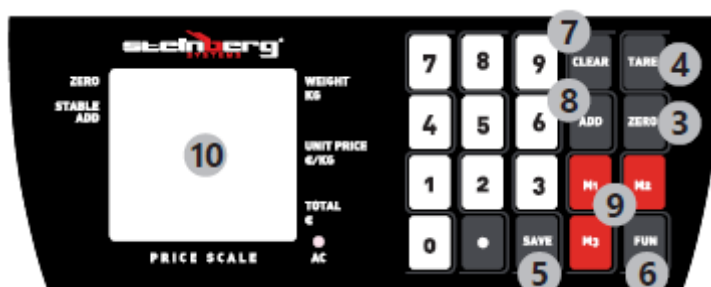 steinberg
SYSTEMS
ZERO
STABLE
ADD
10
WEIGHT
KG
UNIT PRICE
€/KG
TOTAL
€
AC
PRICE SCALE
7
7 8 9 CLEAR TARE 4
8
4 5 6 ADD ZERO 3
1 2 3 M1 M2
9
0 . SAVE M3 FUN
5 6